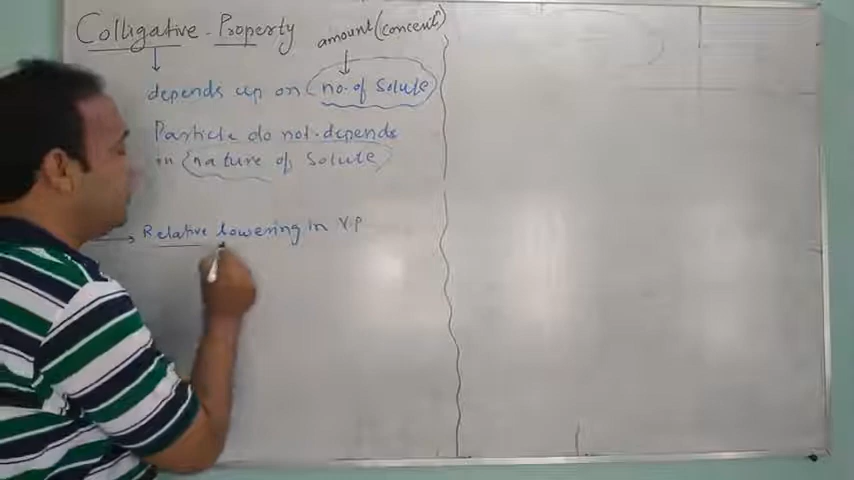 Colligative Property
amount (concent^n)
depends up on no. of solute
Particle do not depends
in nature of solute
Relative lowering in V.P